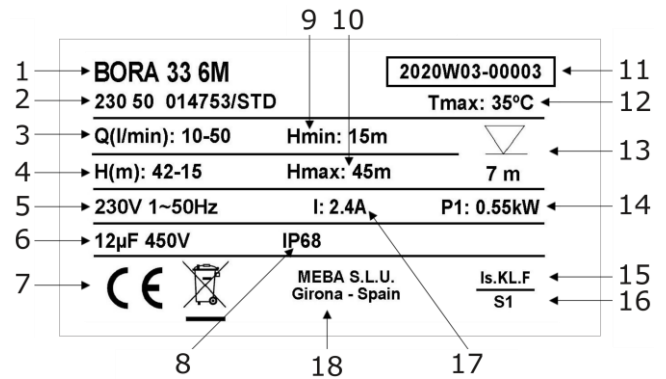 9 10
1 BORA 33 6M 2020W03-00003 11
2 230 50 014753/STD Tmax: 35ºC 12
3 Q(l/min): 10-50 Hmin: 15m
13
4 H(m): 42-15 Hmax: 45m 7 m
5 230V 1~50Hz I: 2.4A P1: 0.55kW 14
6 12µF 450V IP68
7 CE MEBA S.L.U. Is.KL.F 15
Girona - Spain S1 16
8 18 17